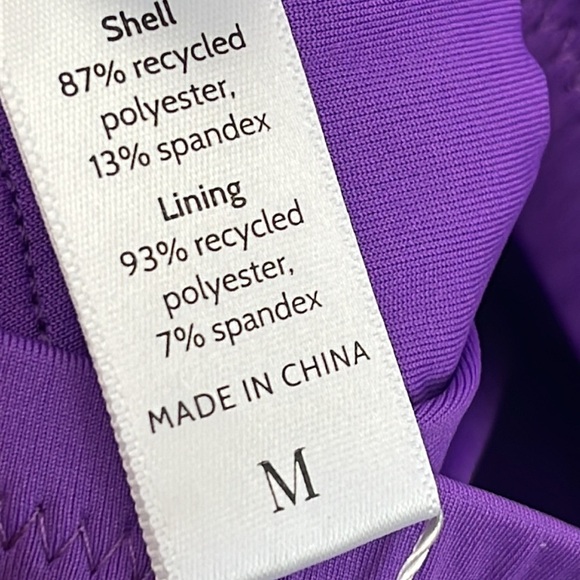 Shell
87% recycled
polyester,
13% spandex
Lining
93% recycled
polyester,
7% spandex
MADE IN CHINA
M